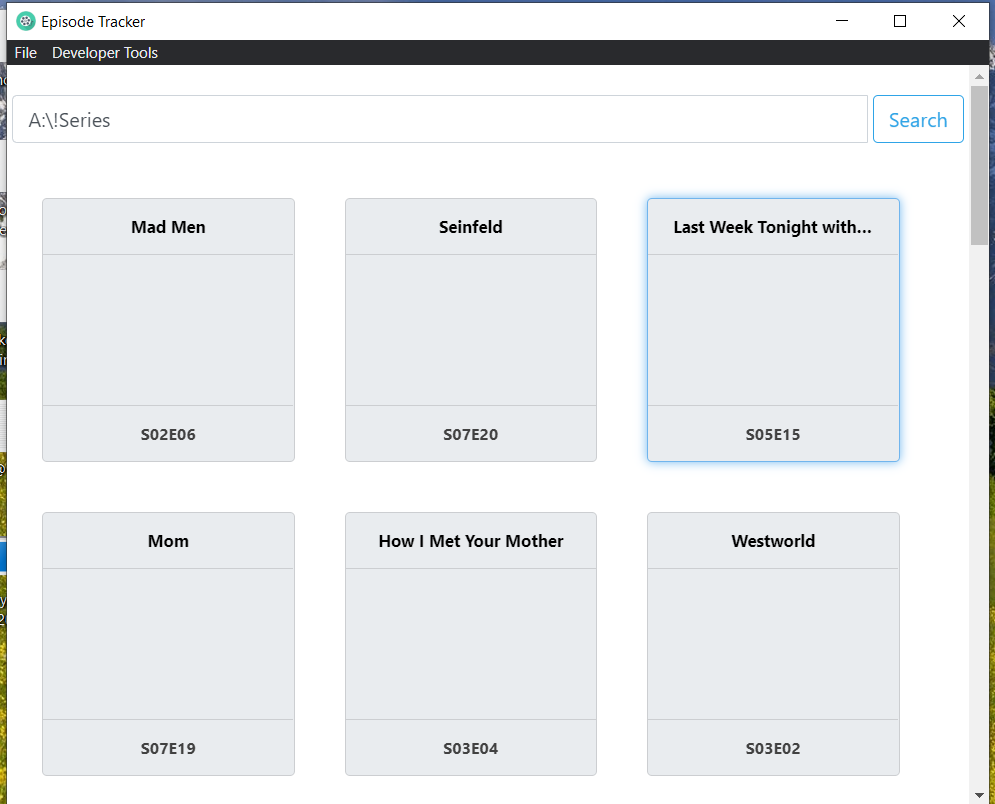 Episode Tracker
File Developer Tools
A:\!Series Search
Mad Men Seinfeld Last Week Tonight with...
S02E06 S07E20 S05E15
Mom How I Met Your Mother Westworld
S07E19 S03E04 S03E02